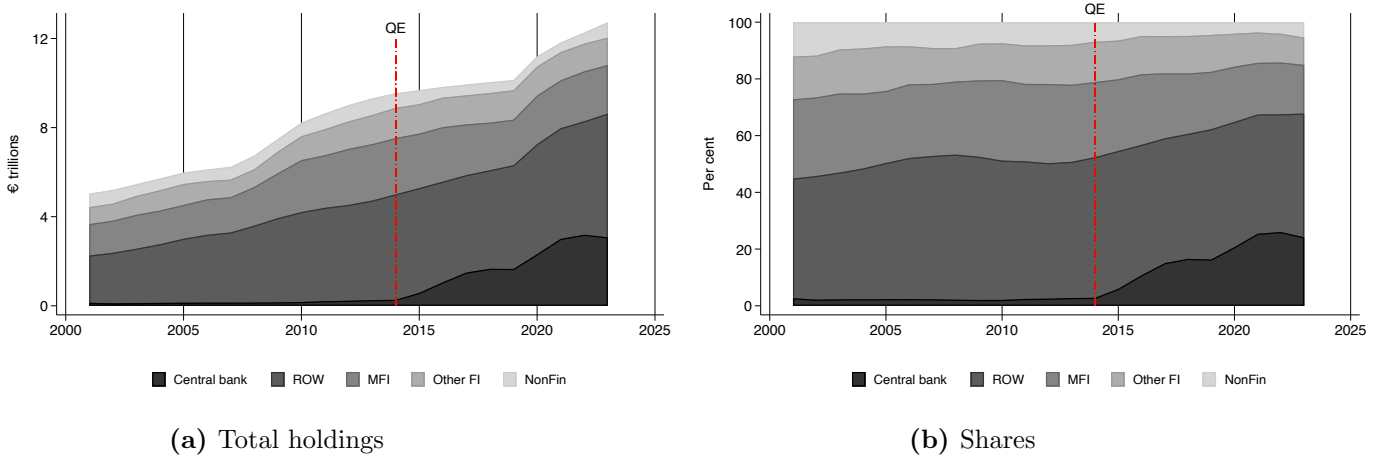 QE
12
8
4
0
€ trillions
2000 2005 2010 2015 2020 2025
Central bank ROW MFI Other FI NonFin
(a) Total holdings
QE
100
80
60
40
20
0
Per cent
2000 2005 2010 2015 2020 2025
Central bank ROW MFI Other FI NonFin
(b) Shares